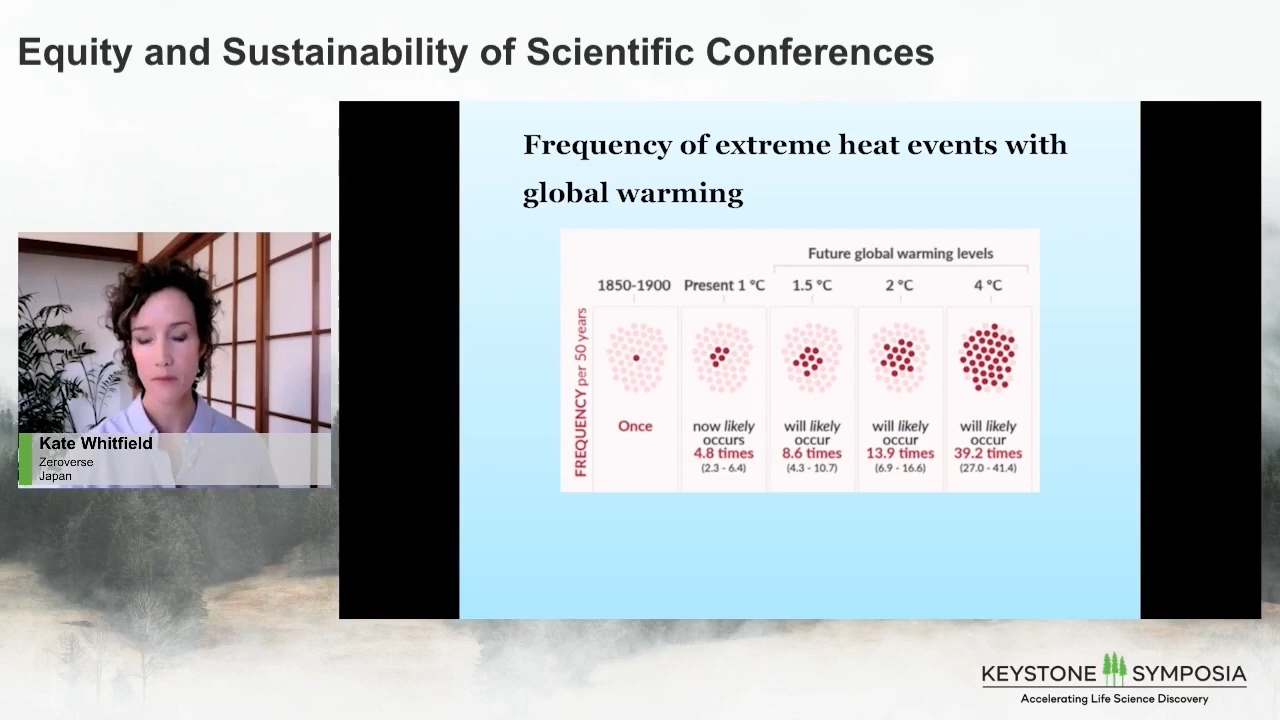 Equity and Sustainability of Scientific Conferences
Frequency of extreme heat events with
global warming
Future global warming levels
1850-1900
Present 1 °C
1.5 °C
2 °C
4 °C
FREQUENCY per 50 years
Once
now likely
occurs
4.8 times
(2.3 - 6.4)
will likely
occur
8.6 times
(4.3 - 10.7)
will likely
occur
13.9 times
(6.9 - 16.6)
will likely
occur
39.2 times
(27.0 - 41.4)
Kate Whitfield
Zeroverse
Japan
KEYSTONE SYMPOSIA
Accelerating Life Science Discovery